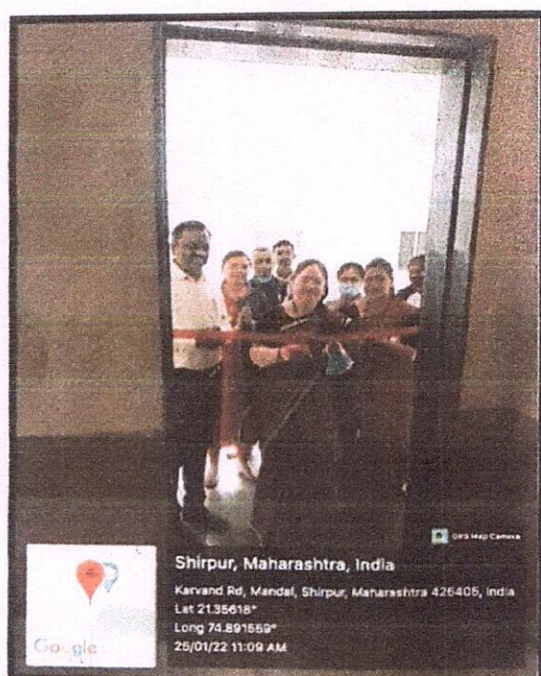 GPS Map Camera
Shirpur, Maharashtra, India
Karvand Rd, Mandal, Shirpur, Maharashtra 425405, India
Lat 21.35618°
Long 74.891559°
25/01/22 11:09 AM
Google